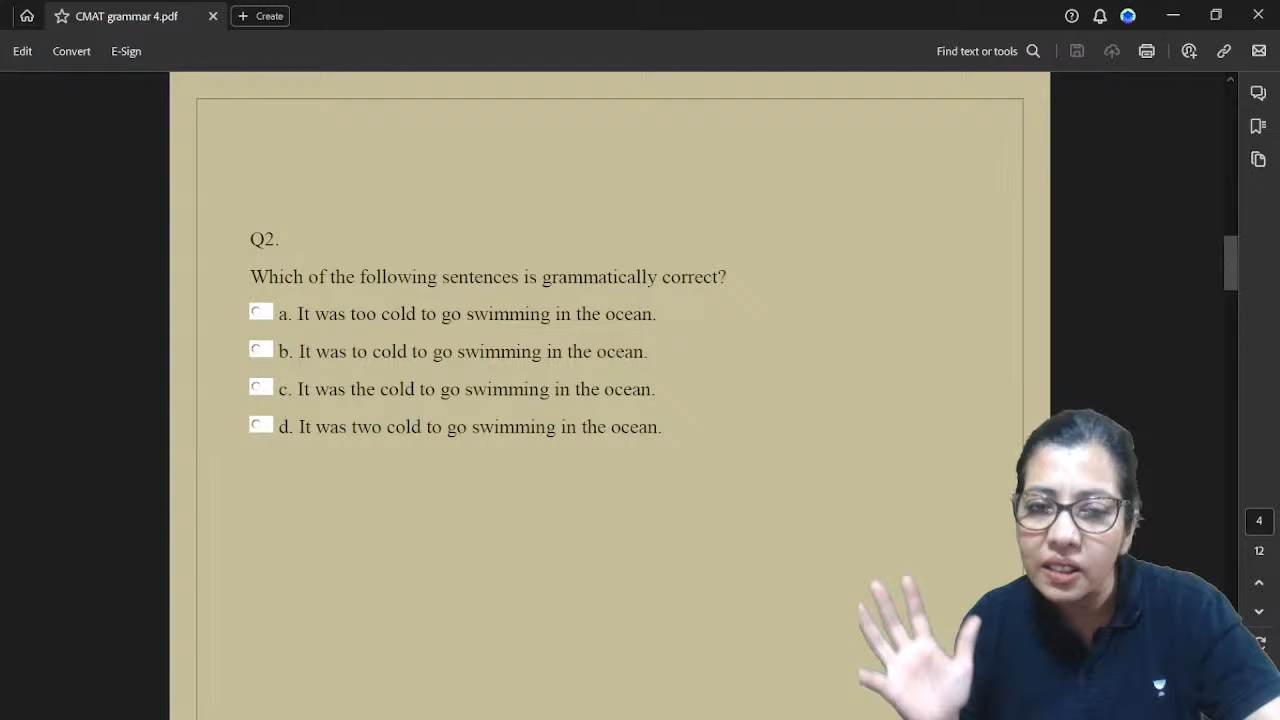 CMAT grammar 4.pdf
Create
Edit
Convert
E-Sign
Find text or tools
Q2.
Which of the following sentences is grammatically correct?
a. It was too cold to go swimming in the ocean.
b. It was to cold to go swimming in the ocean.
c. It was the cold to go swimming in the ocean.
d. It was two cold to go swimming in the ocean.
4
12